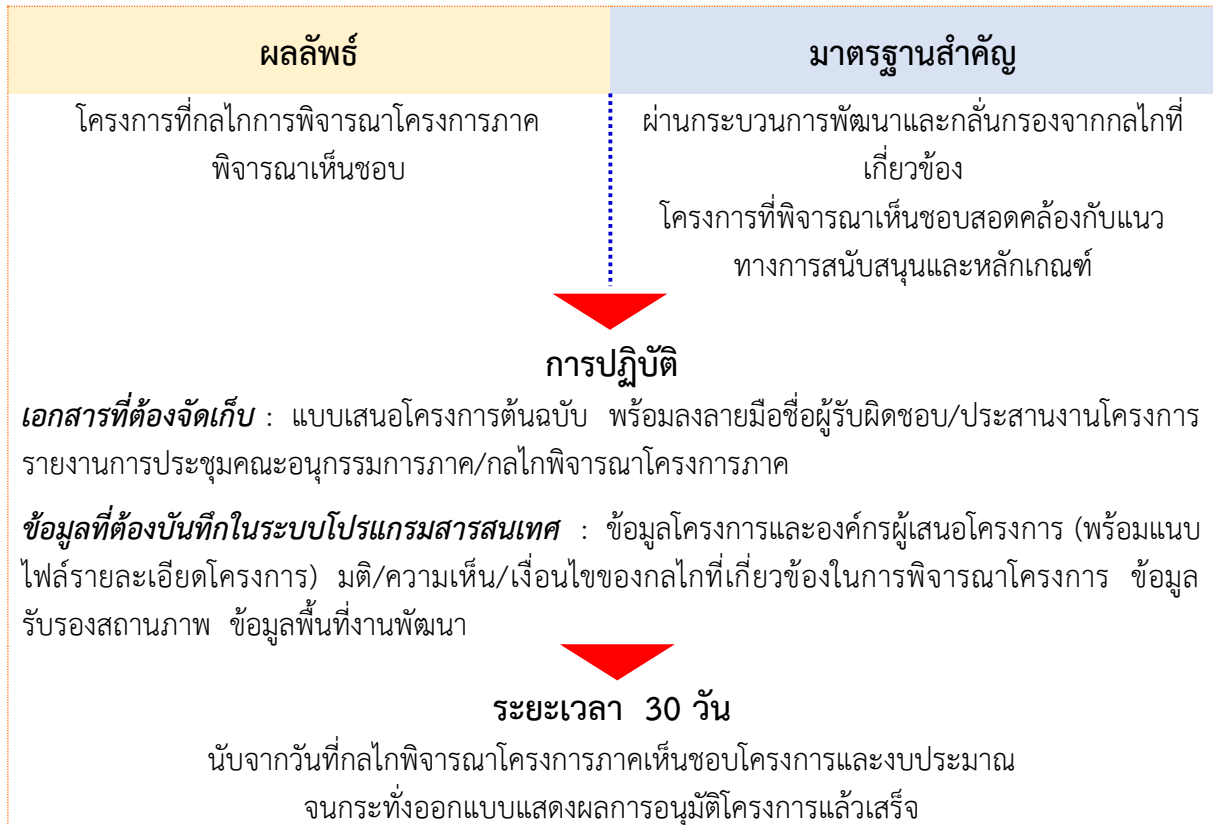 ผลลัพธ์
มาตรฐานสำคัญ
โครงการที่กลไกการพิจารณาโครงการภาค
พิจารณาเห็นชอบ
ผ่านกระบวนการพัฒนาและกลั่นกรองจากกลไกที่
เกี่ยวข้อง
โครงการที่พิจารณาเห็นชอบสอดคล้องกับแนว
ทางการสนับสนุนและหลักเกณฑ์
การปฏิบัติ
เอกสารที่ต้องจัดเก็บ : แบบเสนอโครงการต้นฉบับ พร้อมลงลายมือชื่อผู้รับผิดชอบ/ประสานงานโครงการ
รายงานการประชุมคณะอนุกรรมการภาค/กลไกพิจารณาโครงการภาค
ข้อมูลที่ต้องบันทึกในระบบโปรแกรมสารสนเทศ : ข้อมูลโครงการและองค์กรผู้เสนอโครงการ (พร้อมแนบ
ไฟล์รายละเอียดโครงการ) มติ/ความเห็น/เงื่อนไขของกลไกที่เกี่ยวข้องในการพิจารณาโครงการ ข้อมูล
รับรองสถานภาพ ข้อมูลพื้นที่งานพัฒนา
ระยะเวลา 30 วัน
นับจากวันที่กลไกพิจารณาโครงการภาคเห็นชอบโครงการและงบประมาณ
จนกระทั่งออกแบบแสดงผลการอนุมัติโครงการแล้วเสร็จ